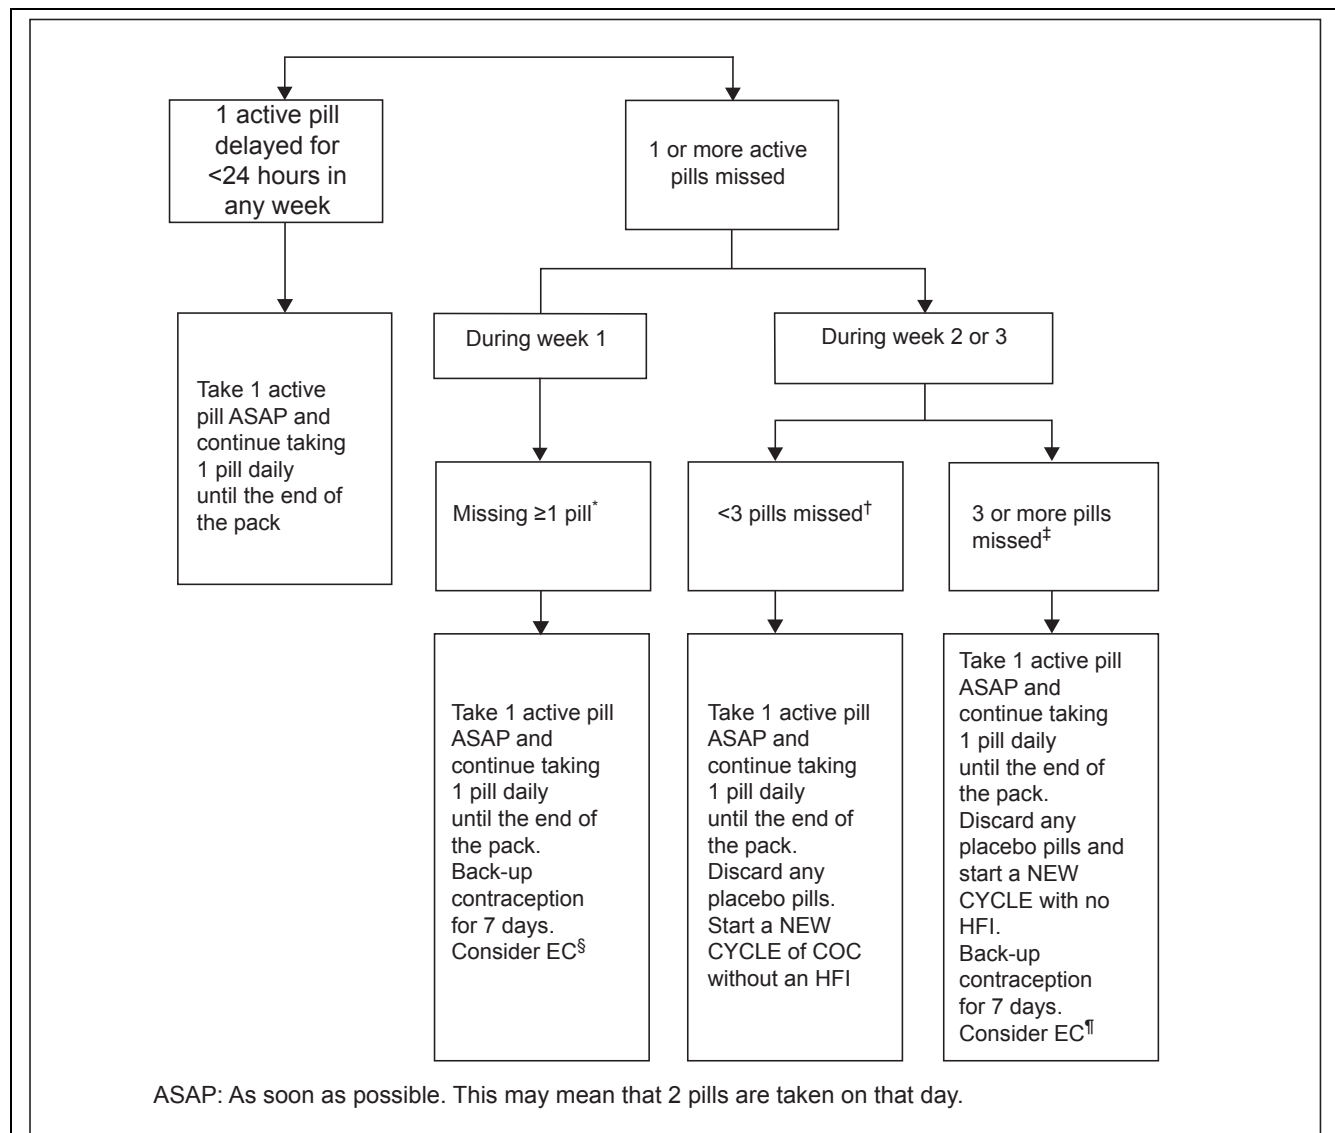 1 active pill
delayed for
<24 hours in
any week
1 or more active
pills missed
Take 1 active
pill ASAP and
continue taking
1 pill daily
until the end of
the pack
During week 1
During week 2 or 3
Missing ≥1 pill*
<3 pills missed†
3 or more pills
missed‡
Take 1 active pill
ASAP and
continue taking
1 pill daily
until the end of
the pack.
Back-up
contraception
for 7 days.
Consider EC§
Take 1 active pill
ASAP and
continue taking
1 pill daily
until the end of
the pack.
Discard any
placebo pills.
Start a NEW
CYCLE of COC
without an HFI
Take 1 active pill
ASAP and
continue taking
1 pill daily
until the end of
the pack.
Discard any
placebo pills and
start a NEW
CYCLE with no
HFI.
Back-up
contraception
for 7 days.
Consider EC¶
ASAP: As soon as possible. This may mean that 2 pills are taken on that day.